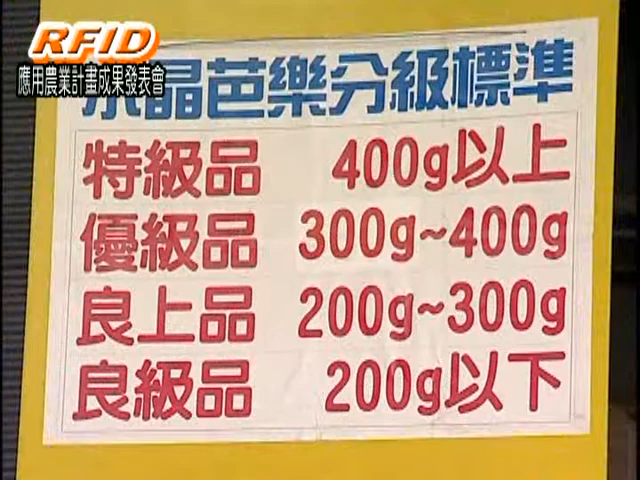 RFID
應用農業計畫成果發表會
水晶芭樂分級標準
特級品 400g以上
優級品 300g~400g
良上品 200g~300g
良級品 200g以下